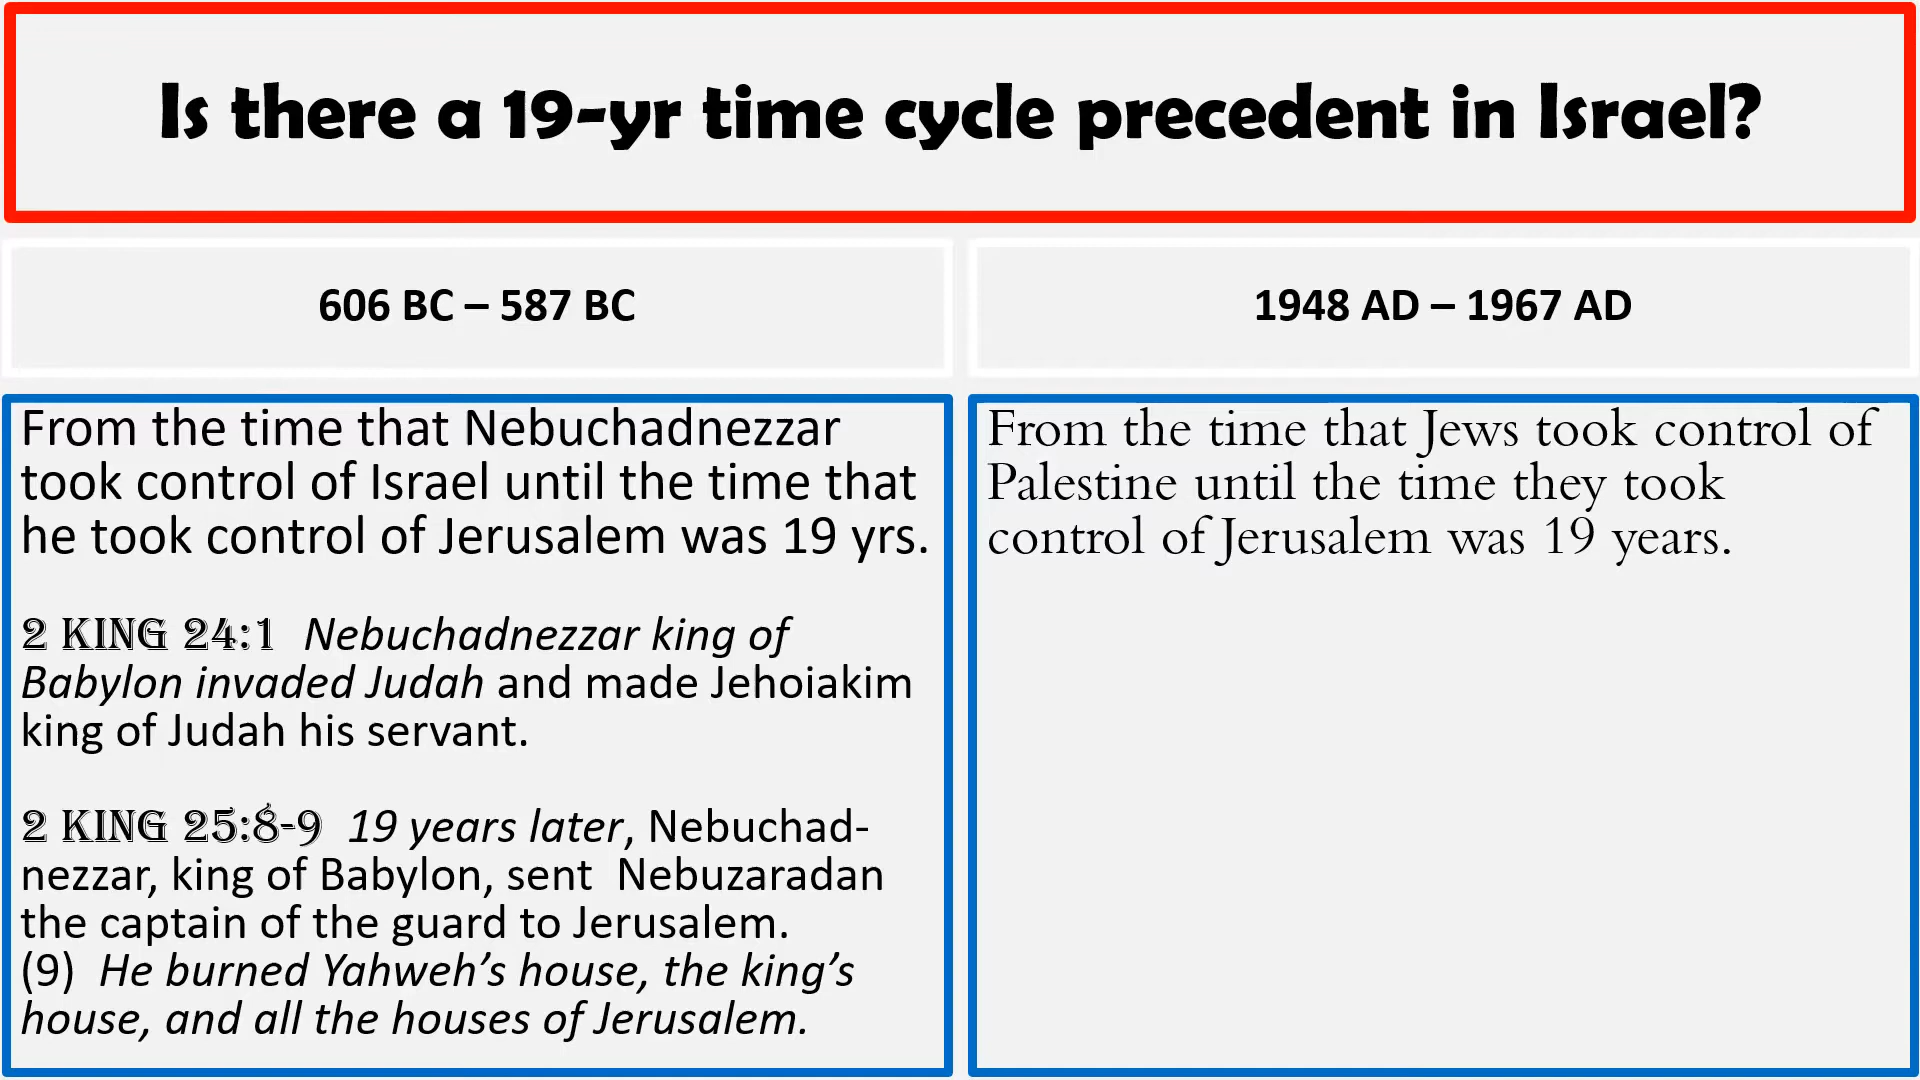 Is there a 19-yr time cycle precedent in Israel?
606 BC – 587 BC
From the time that Nebuchadnezzar
took control of Israel until the time that
he took control of Jerusalem was 19 yrs.
2 KING 24:1 Nebuchadnezzar king of
Babylon invaded Judah and made Jehoiakim
king of Judah his servant.
2 KING 25:8-9 19 years later, Nebuchad-
nezzar, king of Babylon, sent Nebuzaradan
the captain of the guard to Jerusalem.
(9) He burned Yahweh’s house, the king’s
house, and all the houses of Jerusalem.
1948 AD – 1967 AD
From the time that Jews took control of
Palestine until the time they took
control of Jerusalem was 19 years.